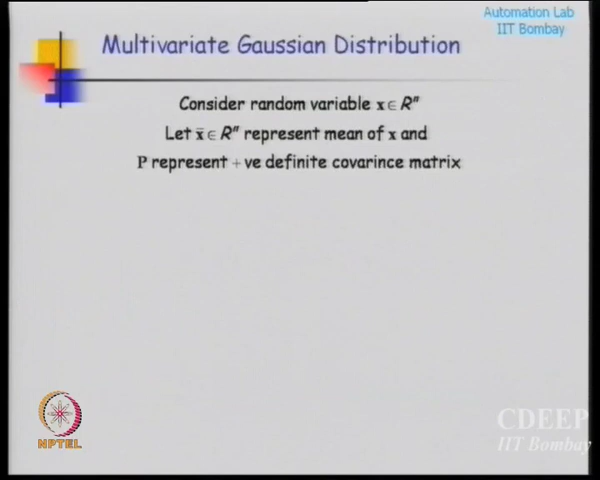 Automation Lab
IIT Bombay
Multivariate Gaussian Distribution
Consider random variable x ∈ Rⁿ
Let x̄ ∈ Rⁿ represent mean of x and
P represent +ve definite covarince matrix
NPTEL
CDEEP
IIT Bombay